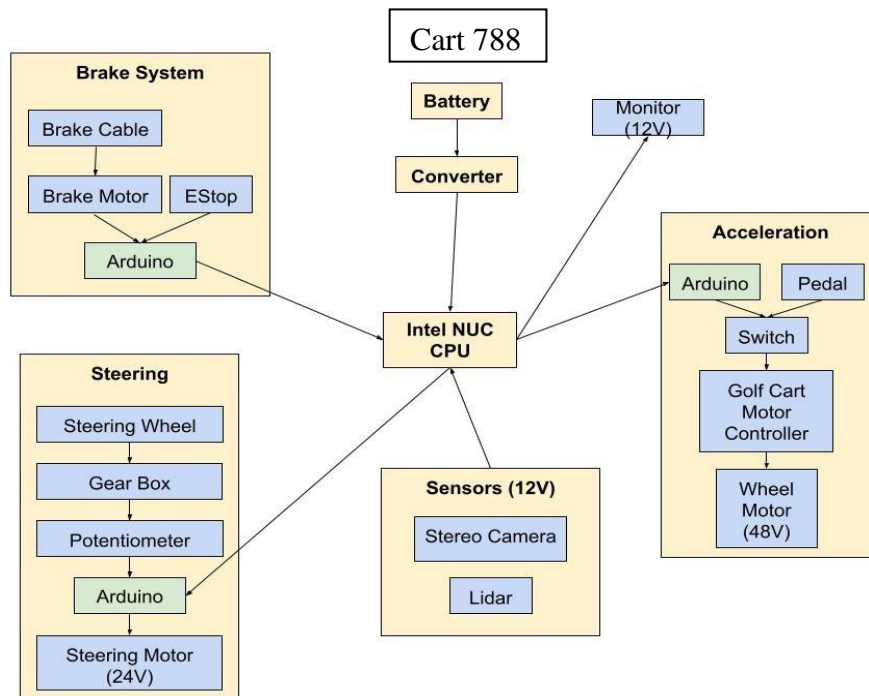 Cart 788
Brake System
Brake Cable
Brake Motor
EStop
Arduino
Battery
Converter
Monitor
(12V)
Intel NUC
CPU
Acceleration
Arduino
Pedal
Switch
Golf Cart
Motor
Controller
Wheel
Motor
(48V)
Steering
Steering Wheel
Gear Box
Potentiometer
Arduino
Steering Motor
(24V)
Sensors (12V)
Stereo Camera
Lidar